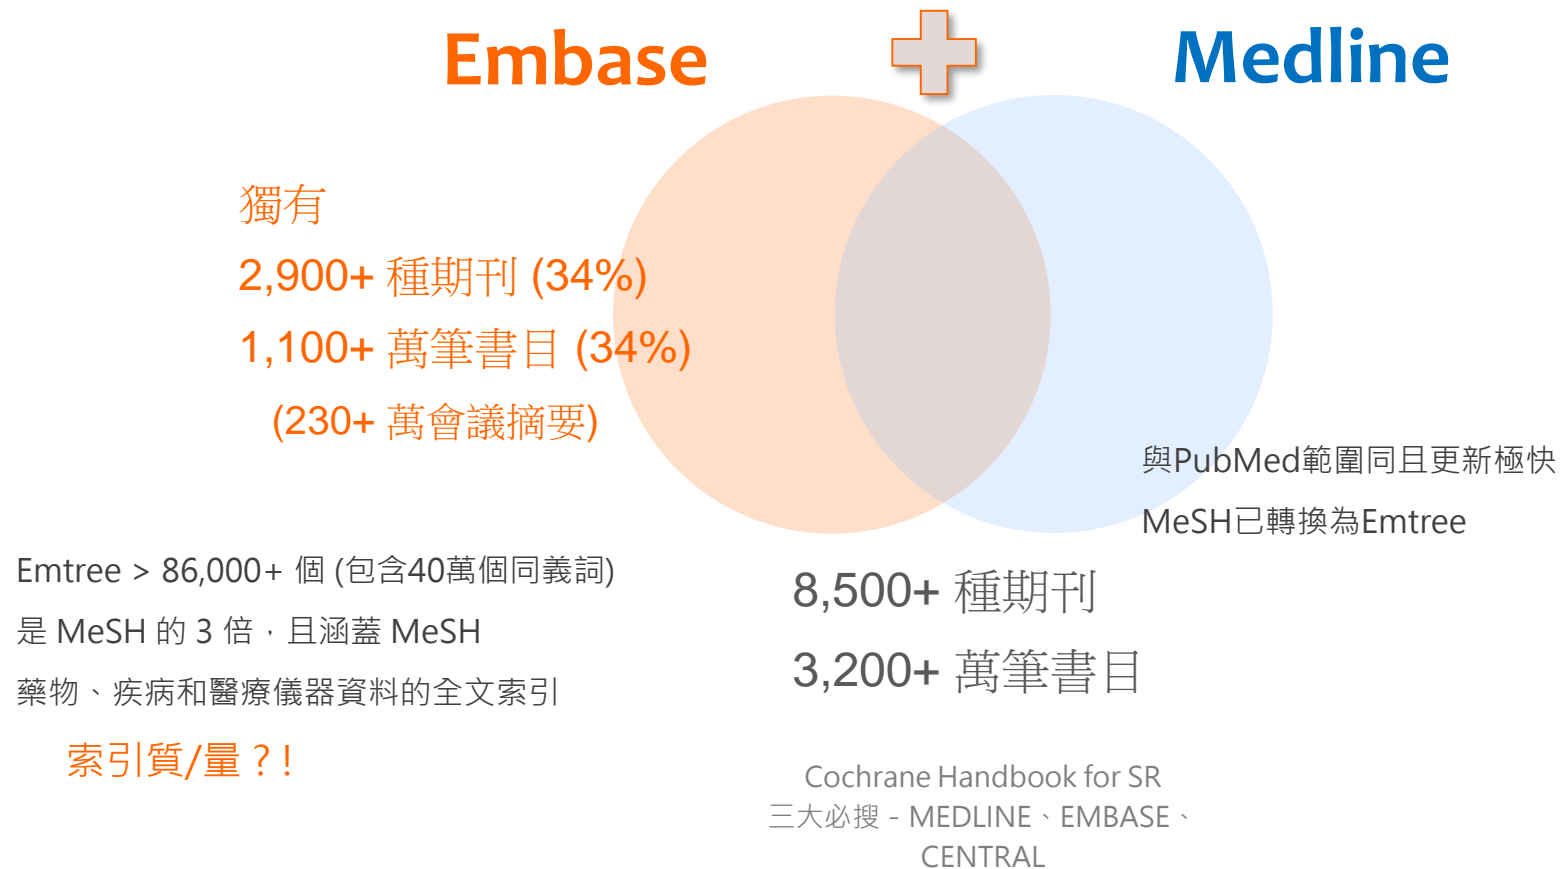 Embase
Medline
獨有
2,900+ 種期刊 (34%)
1,100+ 萬筆書目 (34%)
(230+ 萬會議摘要)
與PubMed範圍同且更新極快
MeSH已轉換為Emtree
Emtree > 86,000+ 個 (包含40萬個同義詞)
是 MeSH 的 3 倍，且涵蓋 MeSH
藥物、疾病和醫療儀器資料的全文索引
索引質/量？!
8,500+ 種期刊
3,200+ 萬筆書目
Cochrane Handbook for SR
三大必搜 - MEDLINE、EMBASE、
CENTRAL